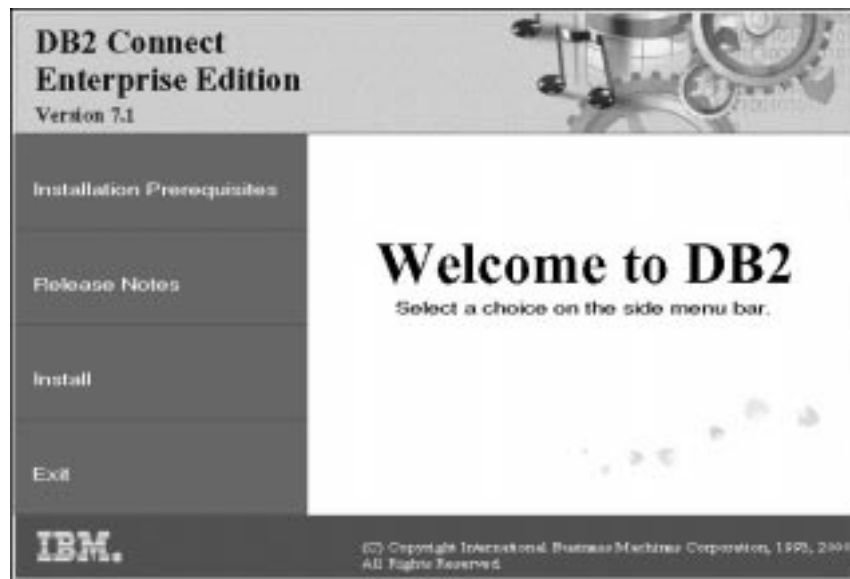 DB2 Connect
Enterprise Edition
Version 7.1
Installation Prerequisites
Release Notes
Install
Exit
Welcome to DB2
Select a choice on the side menu bar.
IBM.
(C) Copyright International Business Machines Corporation, 1993,
All Rights Reserved.